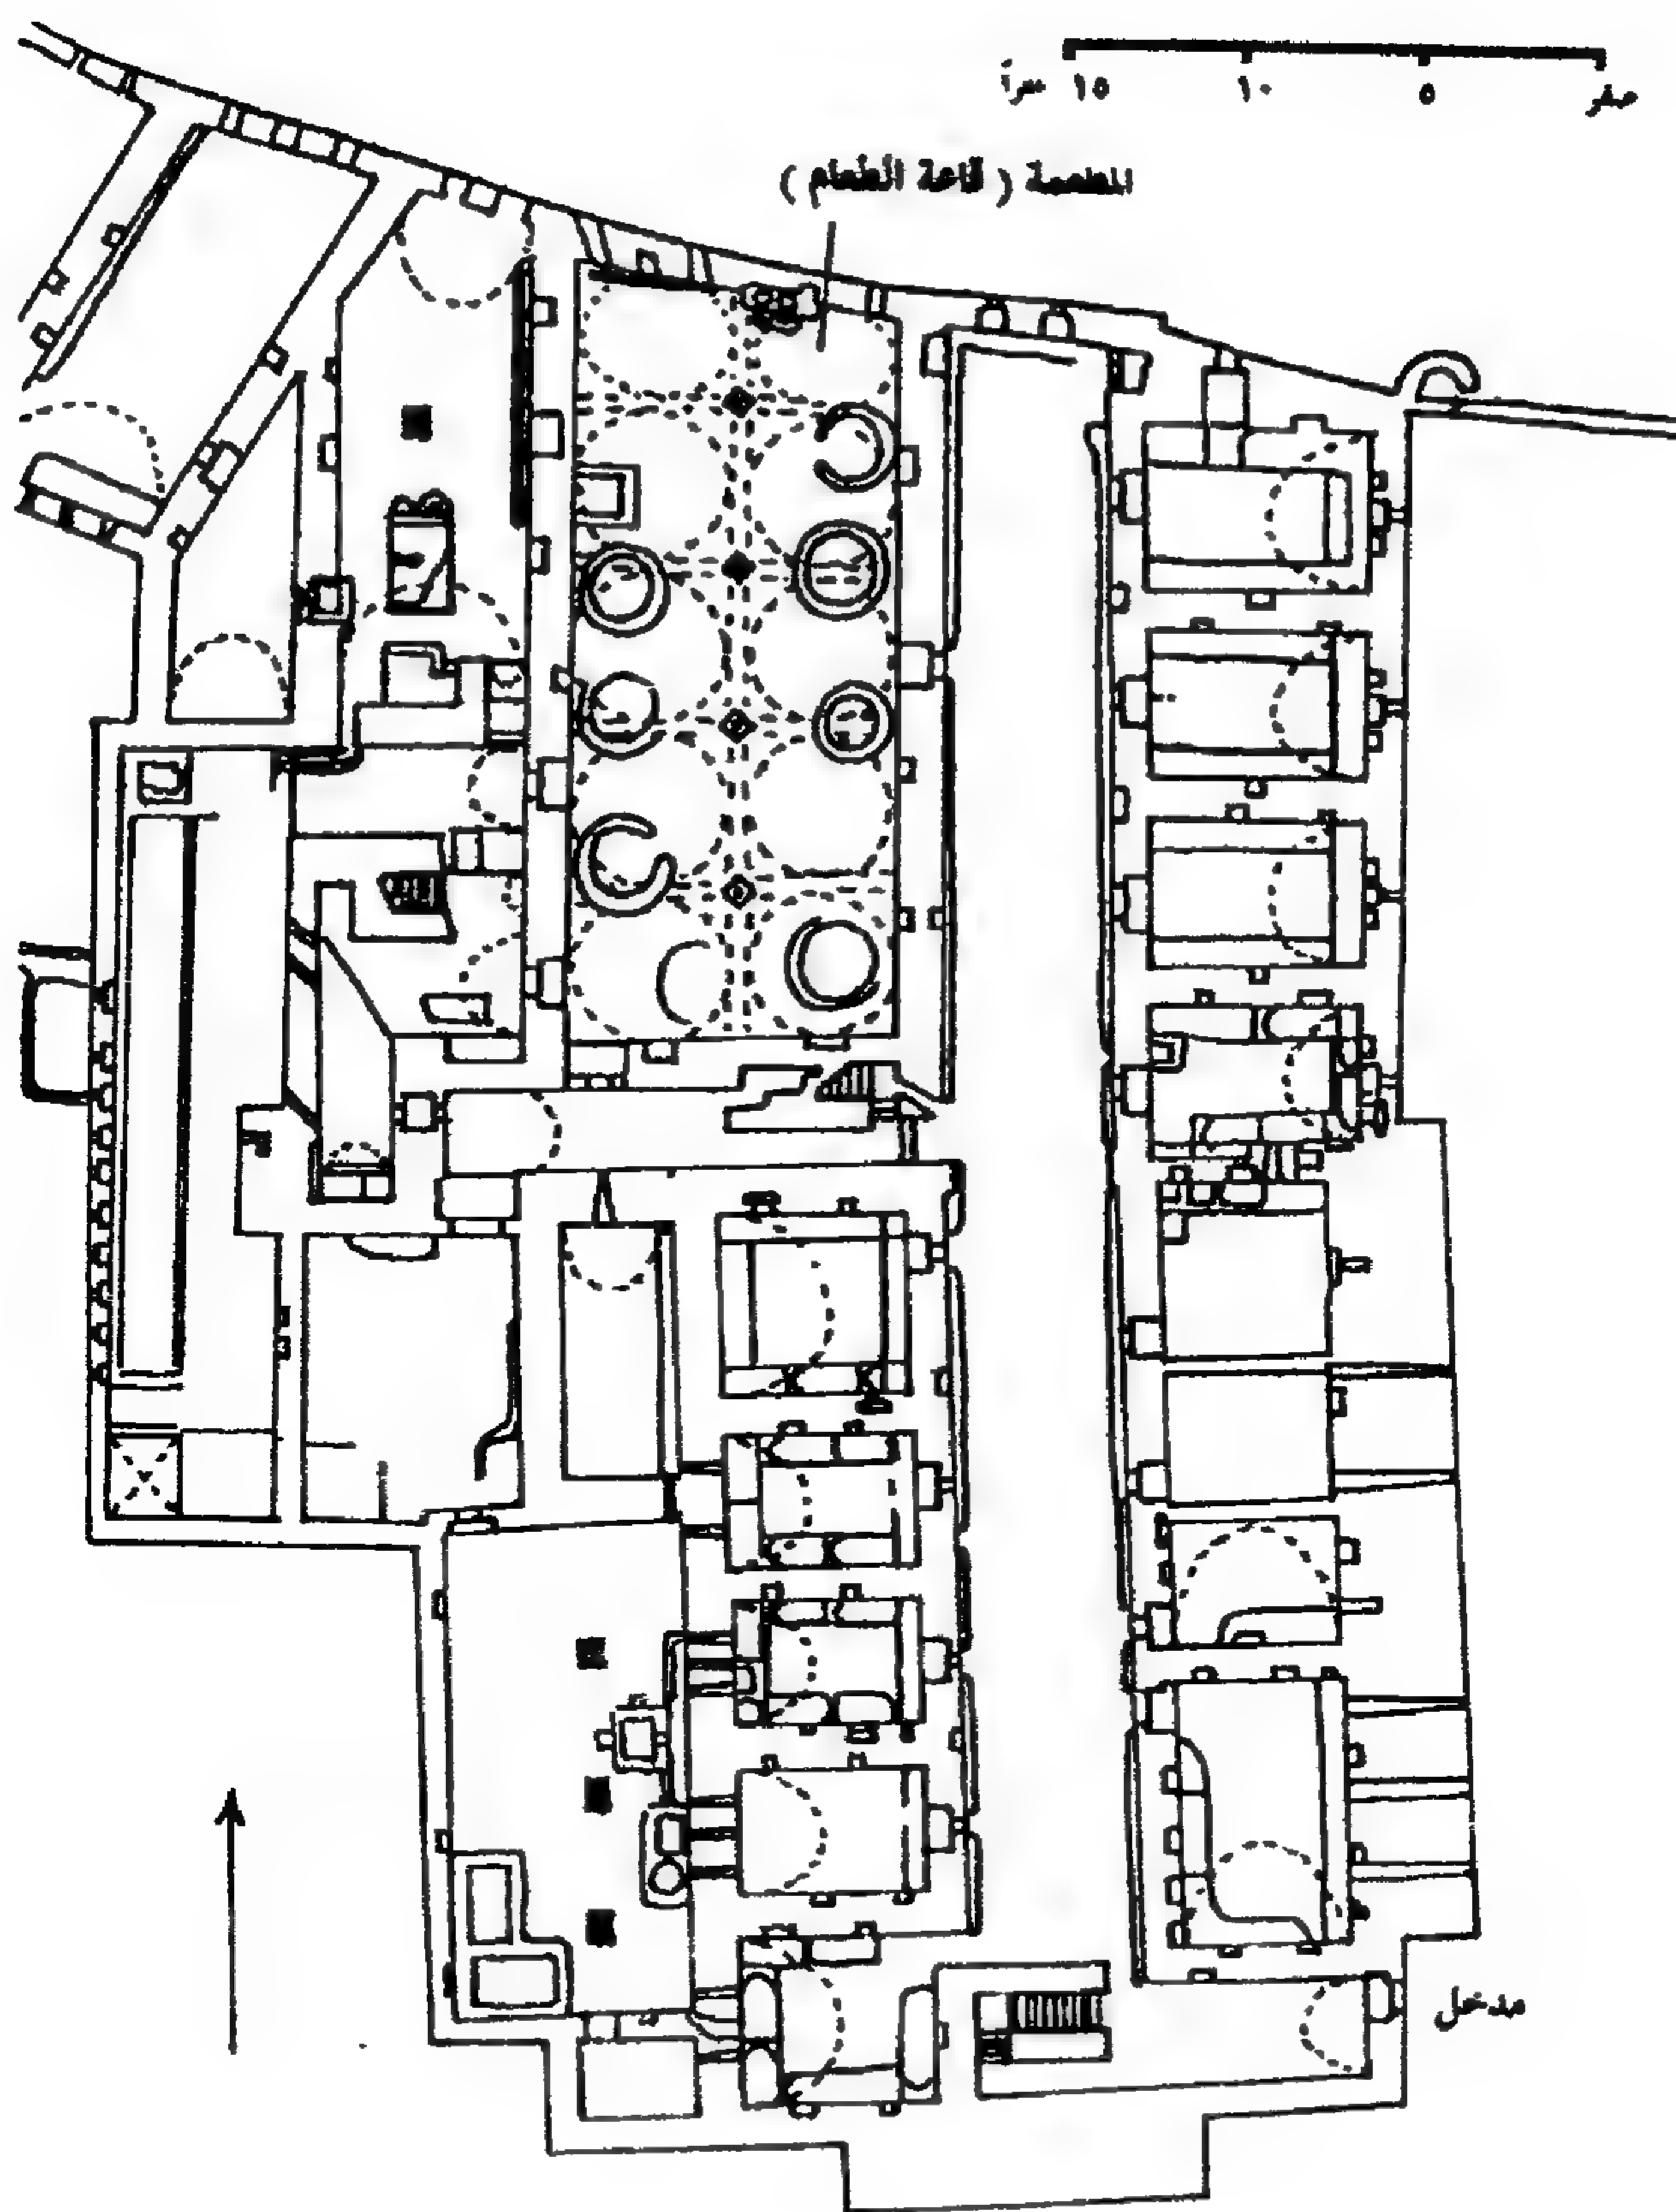 صفر ٥ ١٠ ١٥ متراً
المطعمة ( قاعة الطعام )
مدخل